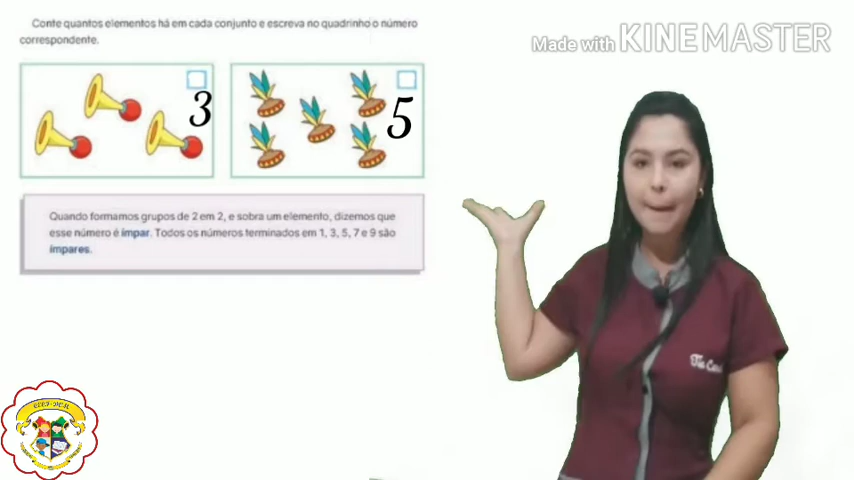 Conte quantos elementos há em cada conjunto e escreva no quadrinho o número
correspondente.
Made with KINEMASTER
3
5
Quando formamos grupos de 2 em 2, e sobra um elemento, dizemos que
esse número é ímpar. Todos os números terminados em 1, 3, 5, 7 e 9 são
ímpares.